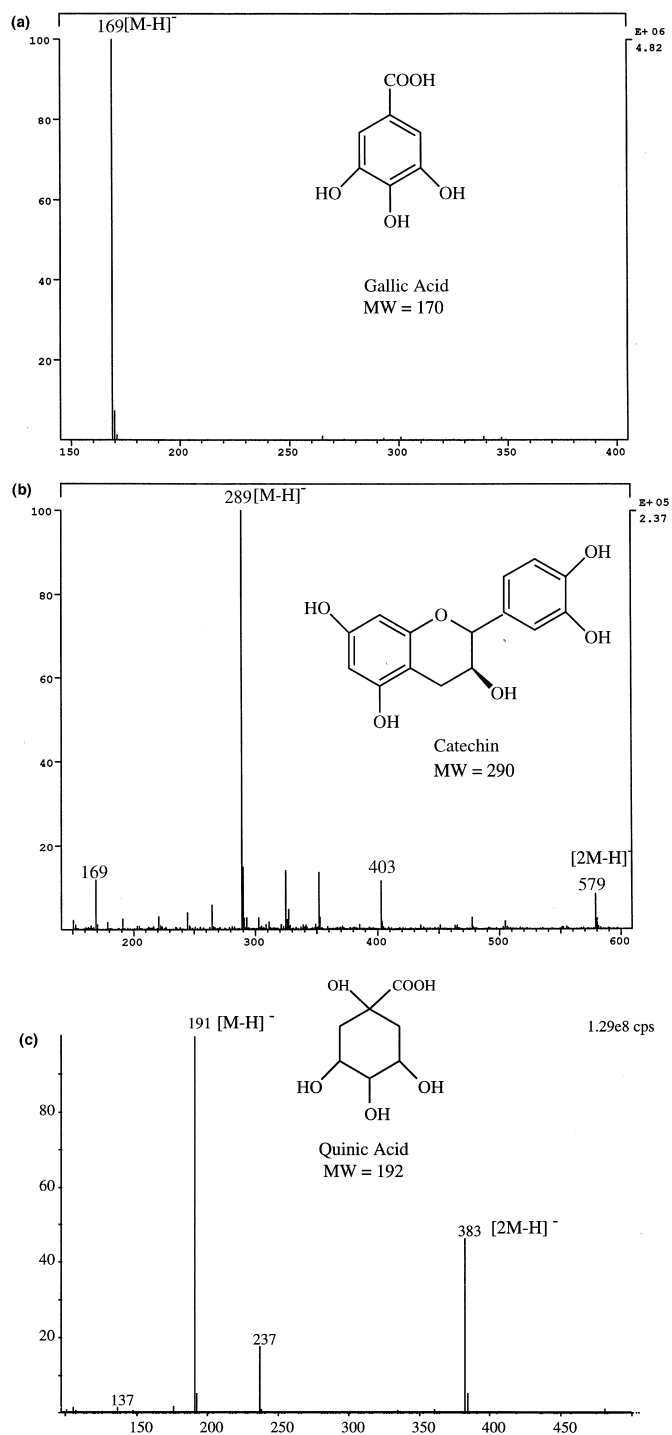 (a)
169[M-H]-
E+06
4.82
100
80
60
40
20
COOH
HO
OH
OH
Gallic Acid
MW = 170
150
200
250
300
350
400
(b)
289[M-H]-
E+05
2.37
100
80
60
40
20
OH
HO
O
OH
OH
OH
Catechin
MW = 290
[2M-H]-
169
403
579
200
300
400
500
600
(c)
OH
COOH
191 [M-H] -
1.29e8 cps
HO
OH
OH
Quinic Acid
MW = 192
80
60
40
20
383 [2M-H] -
237
137
150
200
250
300
350
400
450